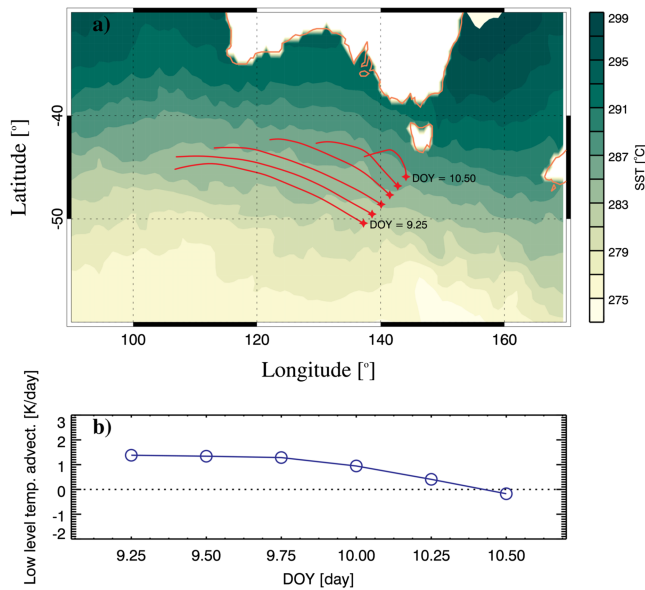 a)
Latitude [°]
-40
-50
DOY = 10.50
DOY = 9.25
100 120 140 160
Longitude [°]
299
295
291
287
283
279
275
SST [°C]
b)
Low level temp. advect. [K/day]
3
2
1
0
-1
-2
9.25 9.50 9.75 10.00 10.25 10.50
DOY [day]